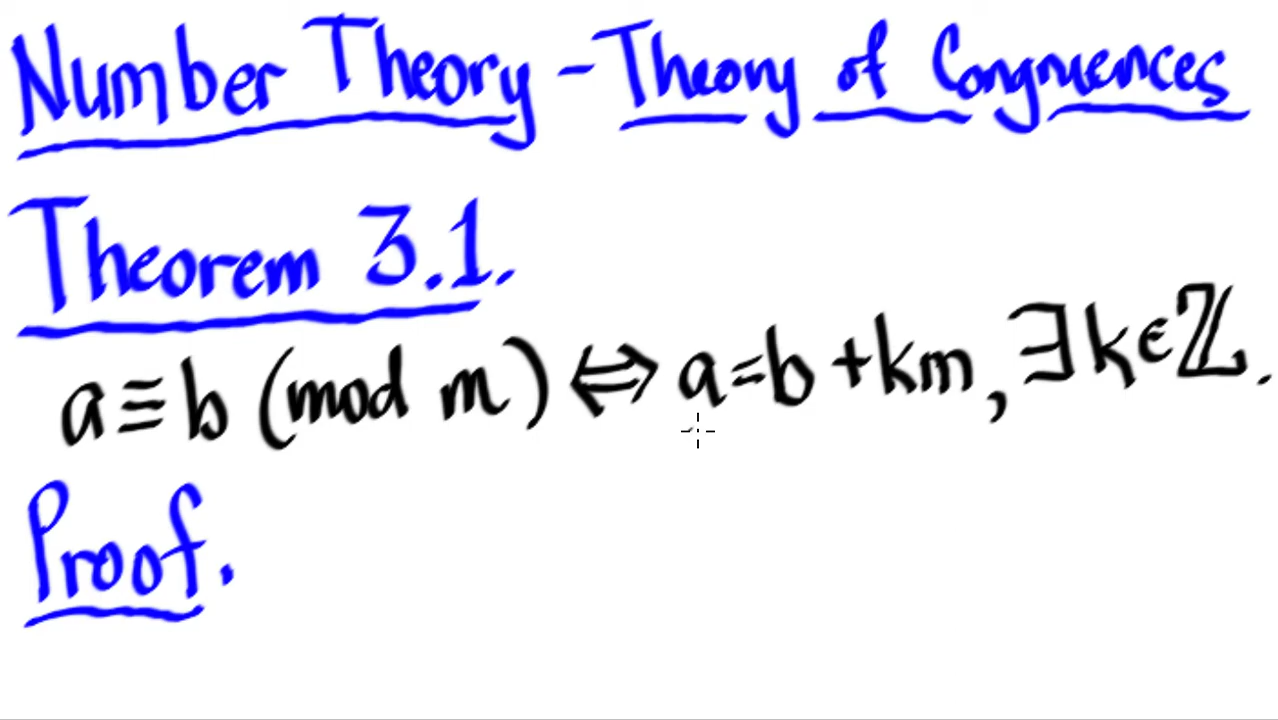 Number Theory - Theory of Congruences
Theorem 3.1.
a ≡ b (mod m) ⇔ a = b + km, ∃ k ∈ ℤ.
Proof.